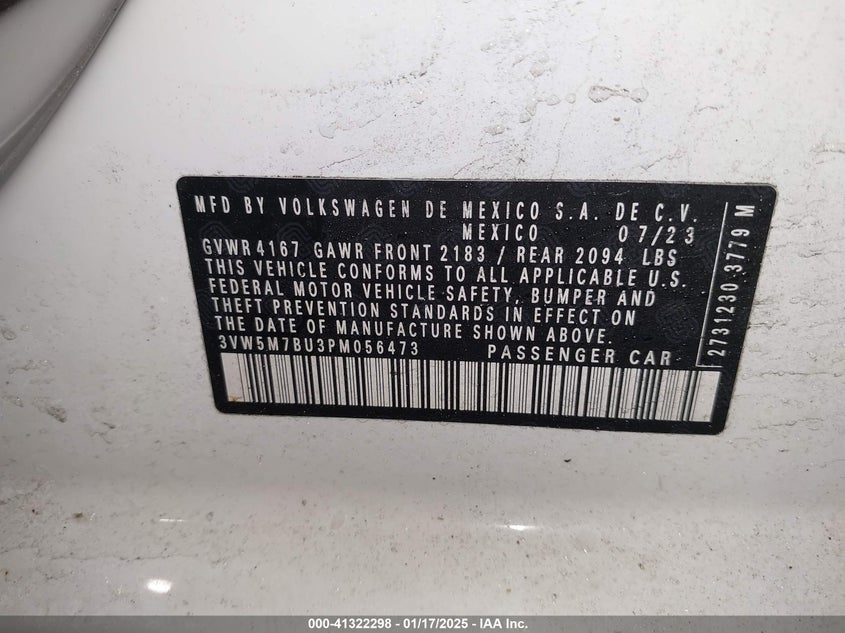 MFD BY VOLKSWAGEN DE MEXICO S.A. DE C.V.
MEXICO 07/23
GVWR 4167 GAWR FRONT 2183 / REAR 2094 LBS
THIS VEHICLE CONFORMS TO ALL APPLICABLE U.S.
FEDERAL MOTOR VEHICLE SAFETY, BUMPER AND
THEFT PREVENTION STANDARDS IN EFFECT ON
THE DATE OF MANUFACTURE SHOWN ABOVE.
3VW5M7BU3PM056473 PASSENGER CAR
2731230 3779 M
000-41322298 - 01/17/2025 - IAA Inc.